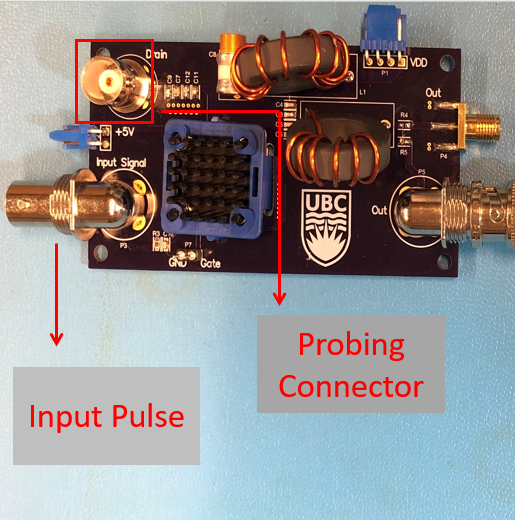 Drain
C9
C7
C12
C11
C8
L1
P1
VDD
+5V
Input Signal
C4
R4
R5
Out
P4
P5
Out
UBC
P3
R3
P7
GND
Gate
Probing
Connector
Input Pulse